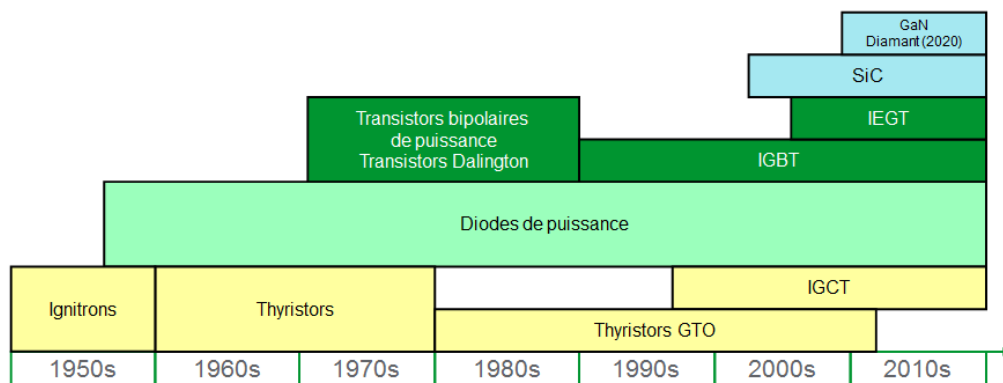 GaN
Diamant (2020)
SiC
Transistors bipolaires
de puissance
Transistors Dalington
IEGT
IGBT
Diodes de puissance
Ignitrons
Thyristors
IGCT
Thyristors GTO
1950s 1960s 1970s 1980s 1990s 2000s 2010s